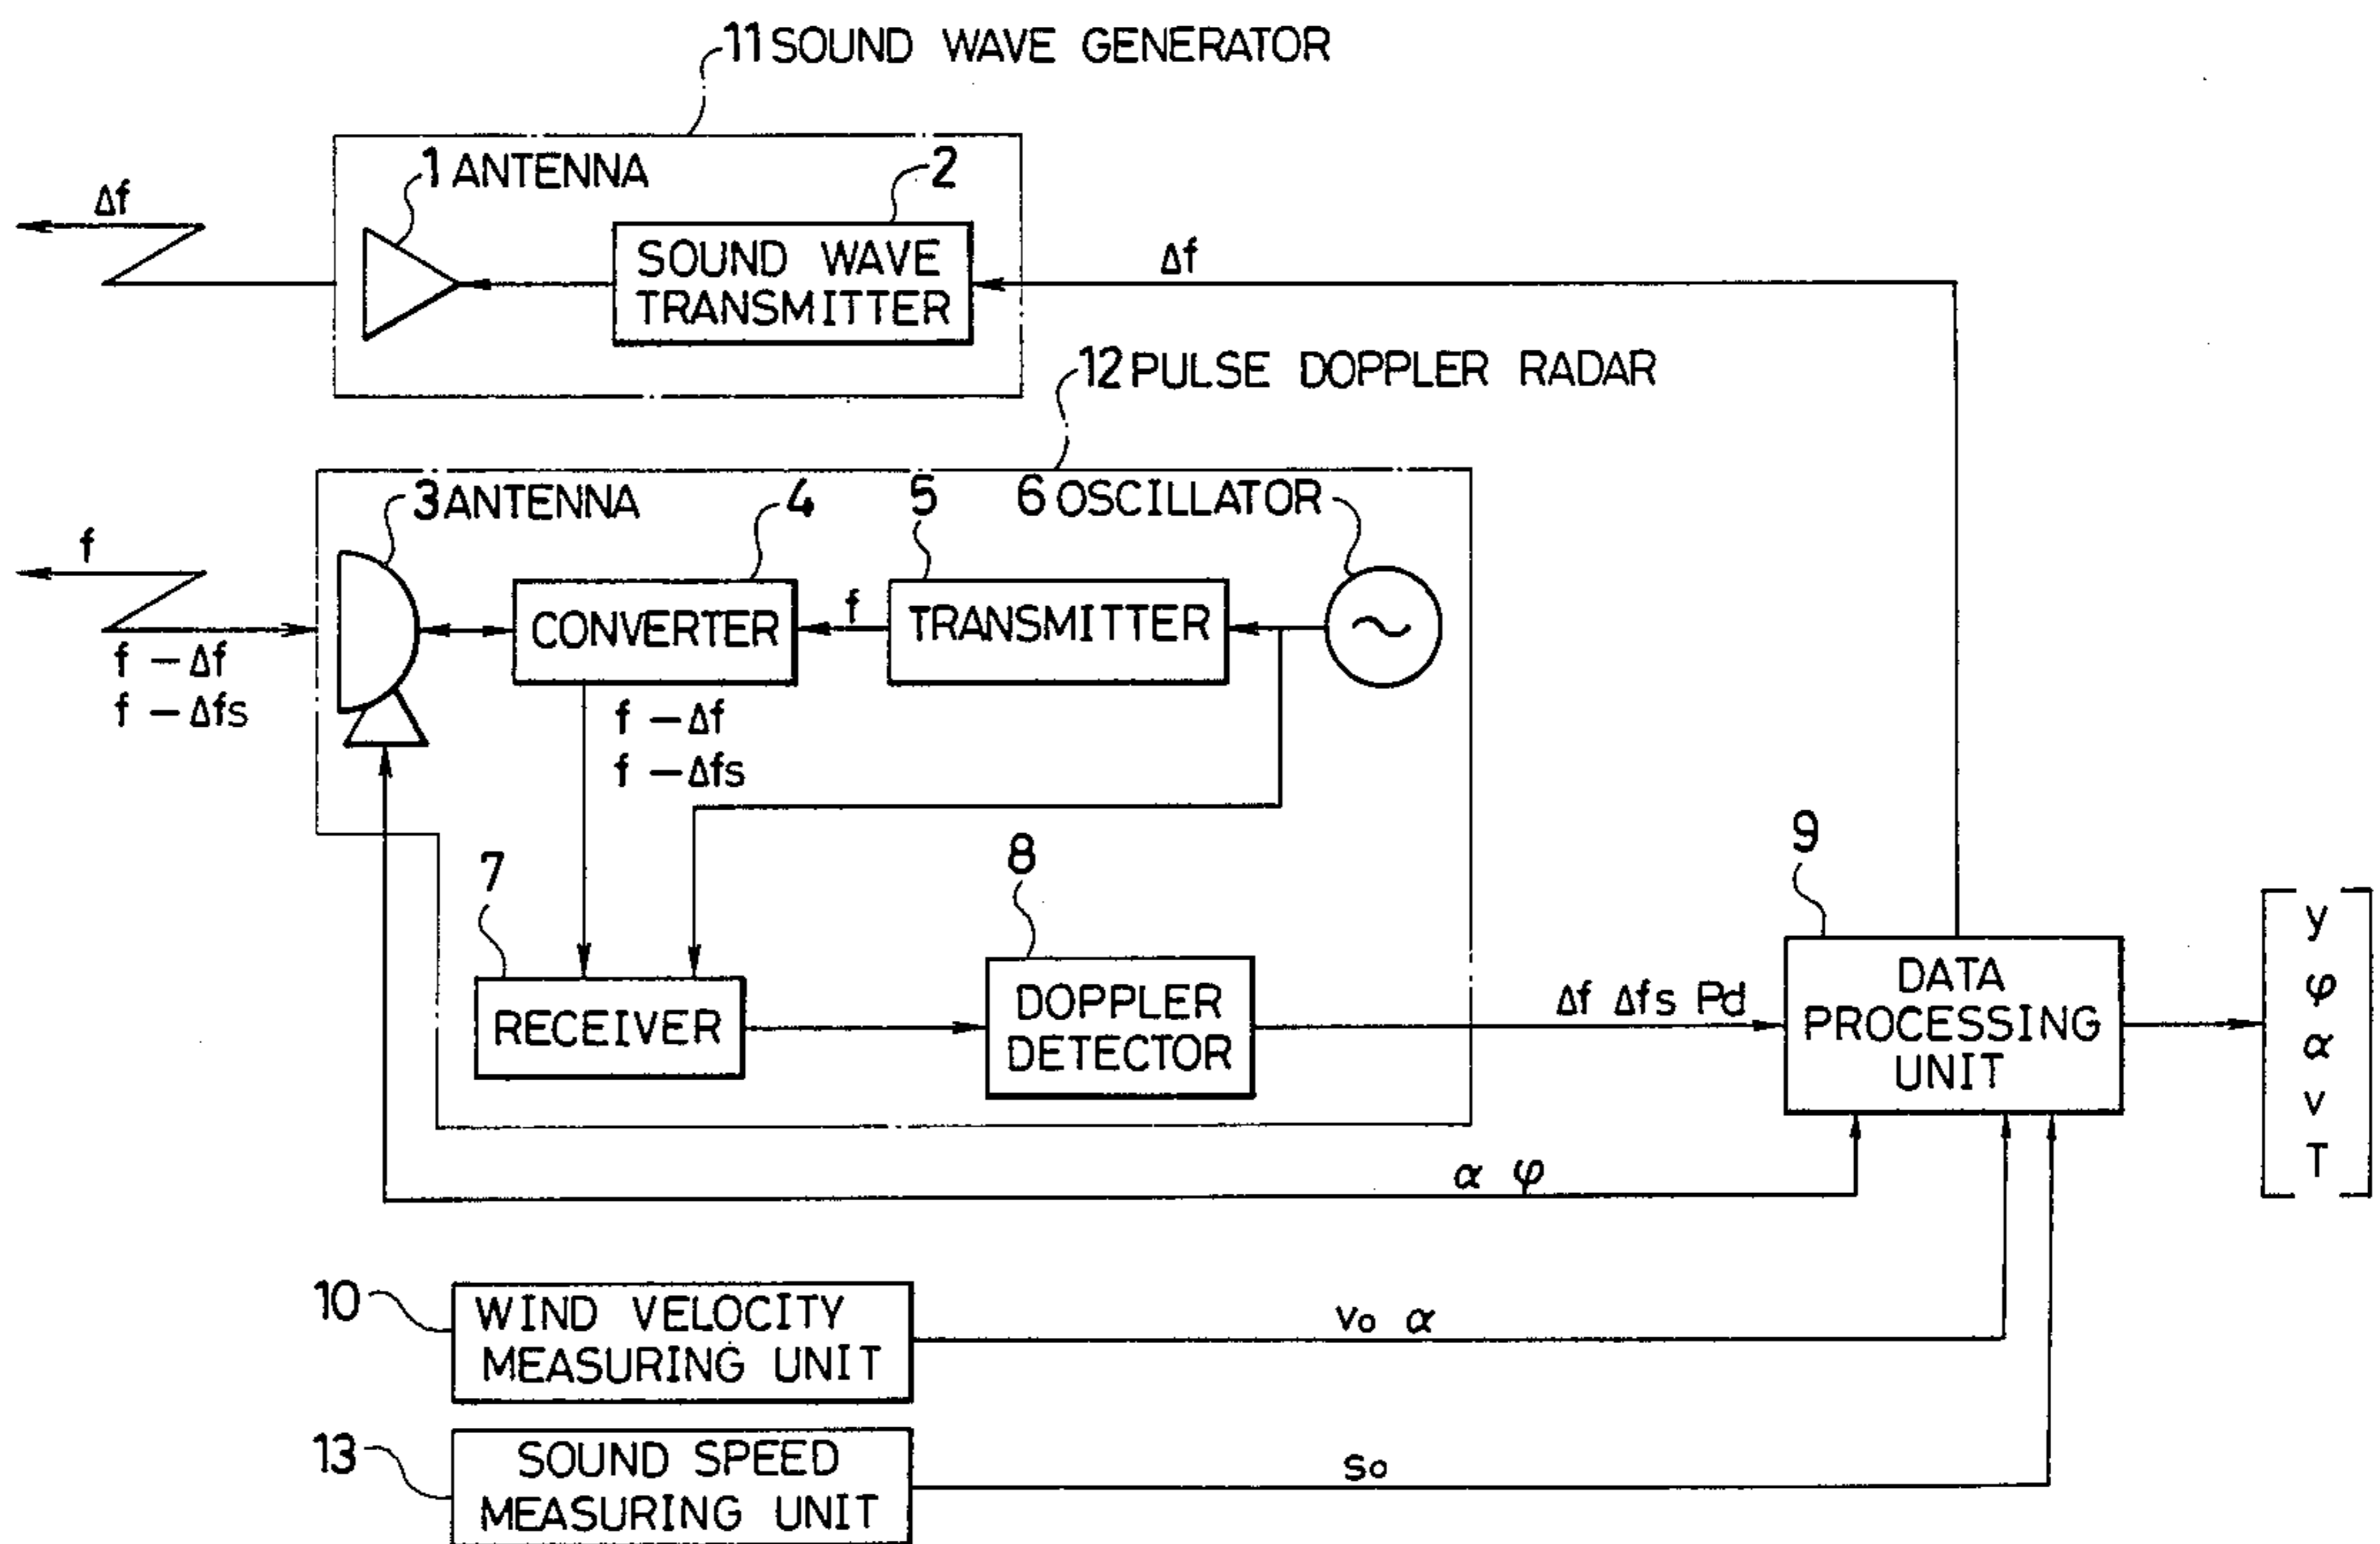 11 SOUND WAVE GENERATOR
1 ANTENNA
2
Δf
SOUND WAVE
TRANSMITTER
Δf
12 PULSE DOPPLER RADAR
3 ANTENNA
4
5
6 OSCILLATOR
f
CONVERTER
f
TRANSMITTER
f – Δf
f – Δfs
f – Δf
f – Δfs
7
8
9
RECEIVER
DOPPLER
DETECTOR
Δf Δfs Pd
DATA
PROCESSING
UNIT
y
φ
α
v
T
α φ
10
WIND VELOCITY
MEASURING UNIT
vo α
13
SOUND SPEED
MEASURING UNIT
so